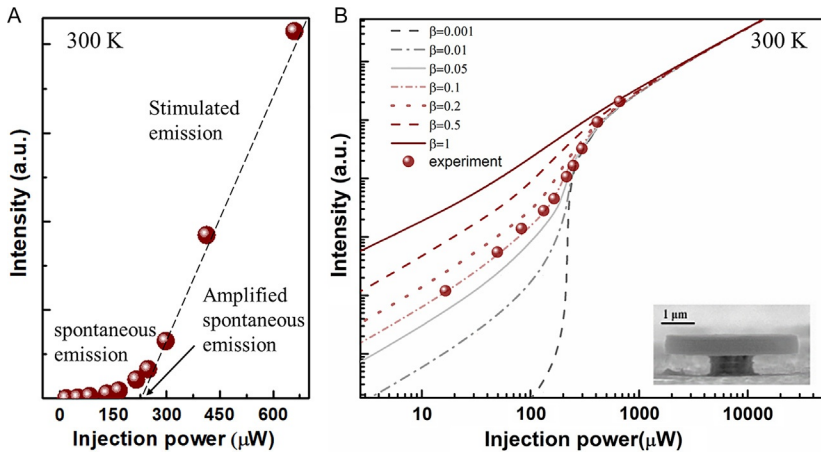 A
300 K
Stimulated
emission
Amplified
spontaneous
emission
spontaneous
emission
Intensity (a.u.)
0
150
300
450
600
Injection power (µW)
B
300 K
β=0.001
β=0.01
β=0.05
β=0.1
β=0.2
β=0.5
β=1
experiment
Intensity (a.u.)
1 µm
10
100
1000
10000
Injection power(µW)